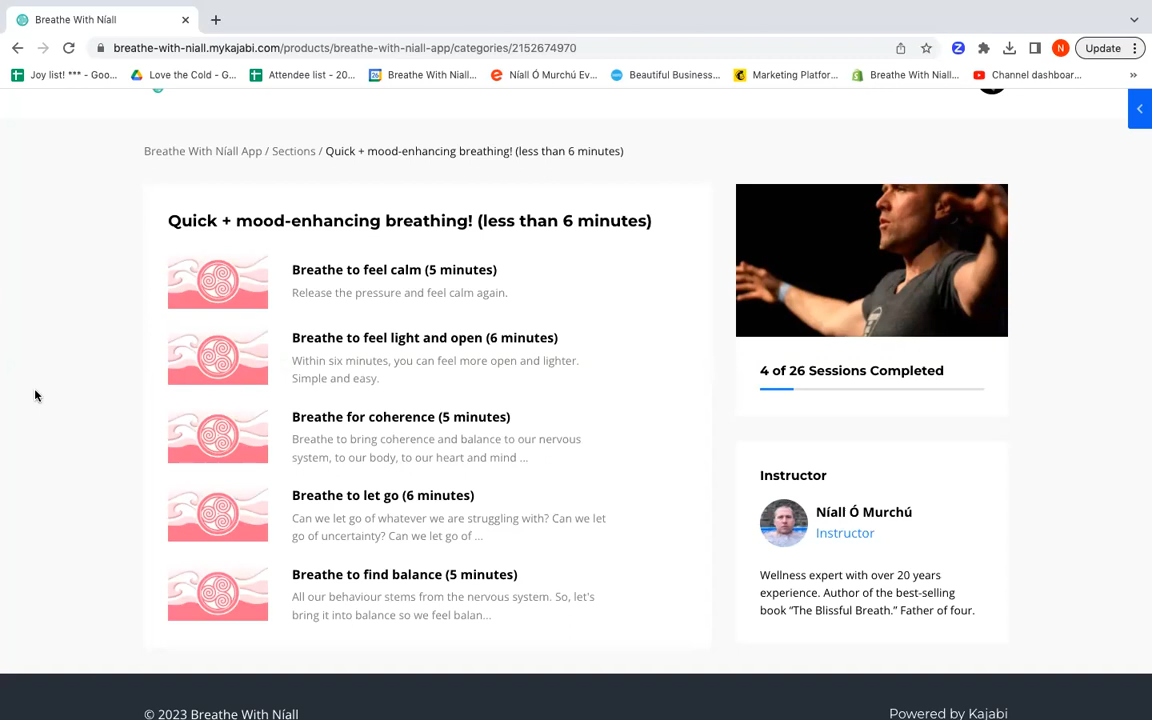 Breathe With Níall
breathe-with-niall.mykajabi.com/products/breathe-with-niall-app/categories/2152674970
N
Update
Joy list! *** - Goo...
Love the Cold - G...
Attendee list - 20...
Breathe With Níall...
Níall Ó Murchú Ev...
Beautiful Business...
Marketing Platfor...
Breathe With Níall...
Channel dashboar...
Breathe With Níall App / Sections / Quick + mood-enhancing breathing! (less than 6 minutes)
Quick + mood-enhancing breathing! (less than 6 minutes)
Breathe to feel calm (5 minutes)
Release the pressure and feel calm again.
Breathe to feel light and open (6 minutes)
Within six minutes, you can feel more open and lighter.
Simple and easy.
Breathe for coherence (5 minutes)
Breathe to bring coherence and balance to our nervous
system, to our body, to our heart and mind ...
Breathe to let go (6 minutes)
Can we let go of whatever we are struggling with? Can we let
go of uncertainty? Can we let go of ...
Breathe to find balance (5 minutes)
All our behaviour stems from the nervous system. So, let's
bring it into balance so we feel balan...
4 of 26 Sessions Completed
Instructor
Níall Ó Murchú
Instructor
Wellness expert with over 20 years
experience. Author of the best-selling
book “The Blissful Breath.” Father of four.
© 2023 Breathe With Níall
Powered by Kajabi